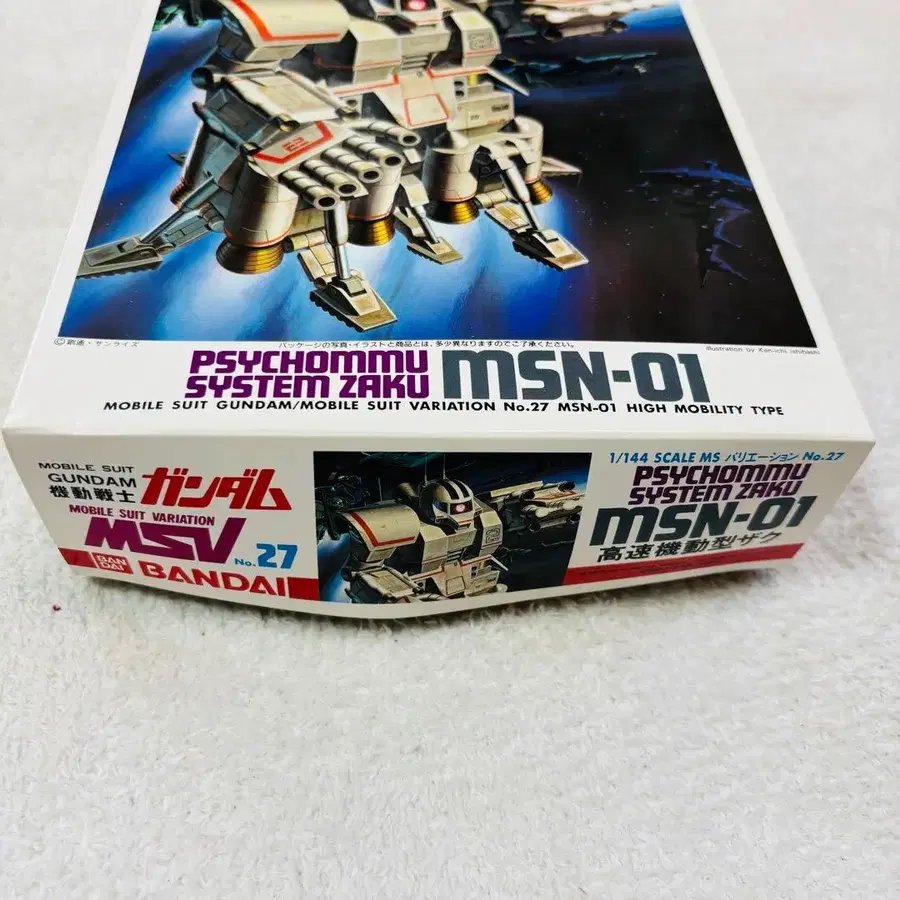 E2
©創通・サンライズ
パッケージの写真・イラストと商品とは、多少異なりますのでご了承ください。
Illustration by Ken-ichi Ishibashi
PSYCHOMMU
SYSTEM ZAKU
MSN-01
MOBILE SUIT GUNDAM/MOBILE SUIT VARIATION No.27 MSN-01 HIGH MOBILITY TYPE
MOBILE SUIT
GUNDAM
機動戦士
ガンダム
MOBILE SUIT VARIATION
MSV
No.27
BAN
DAI
BANDAI
1/144 SCALE MS バリエーション No.27
PSYCHOMMU
SYSTEM ZAKU
MSN-01
高速機動型ザク